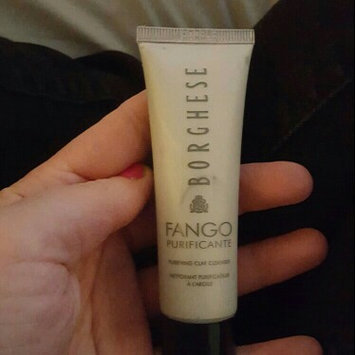 BORGHESE
FANGO
PURIFICANTE
PURIFYING CLAY CLEANSER
NETTOYANT PURIFICATEUR
À L'ARGILE